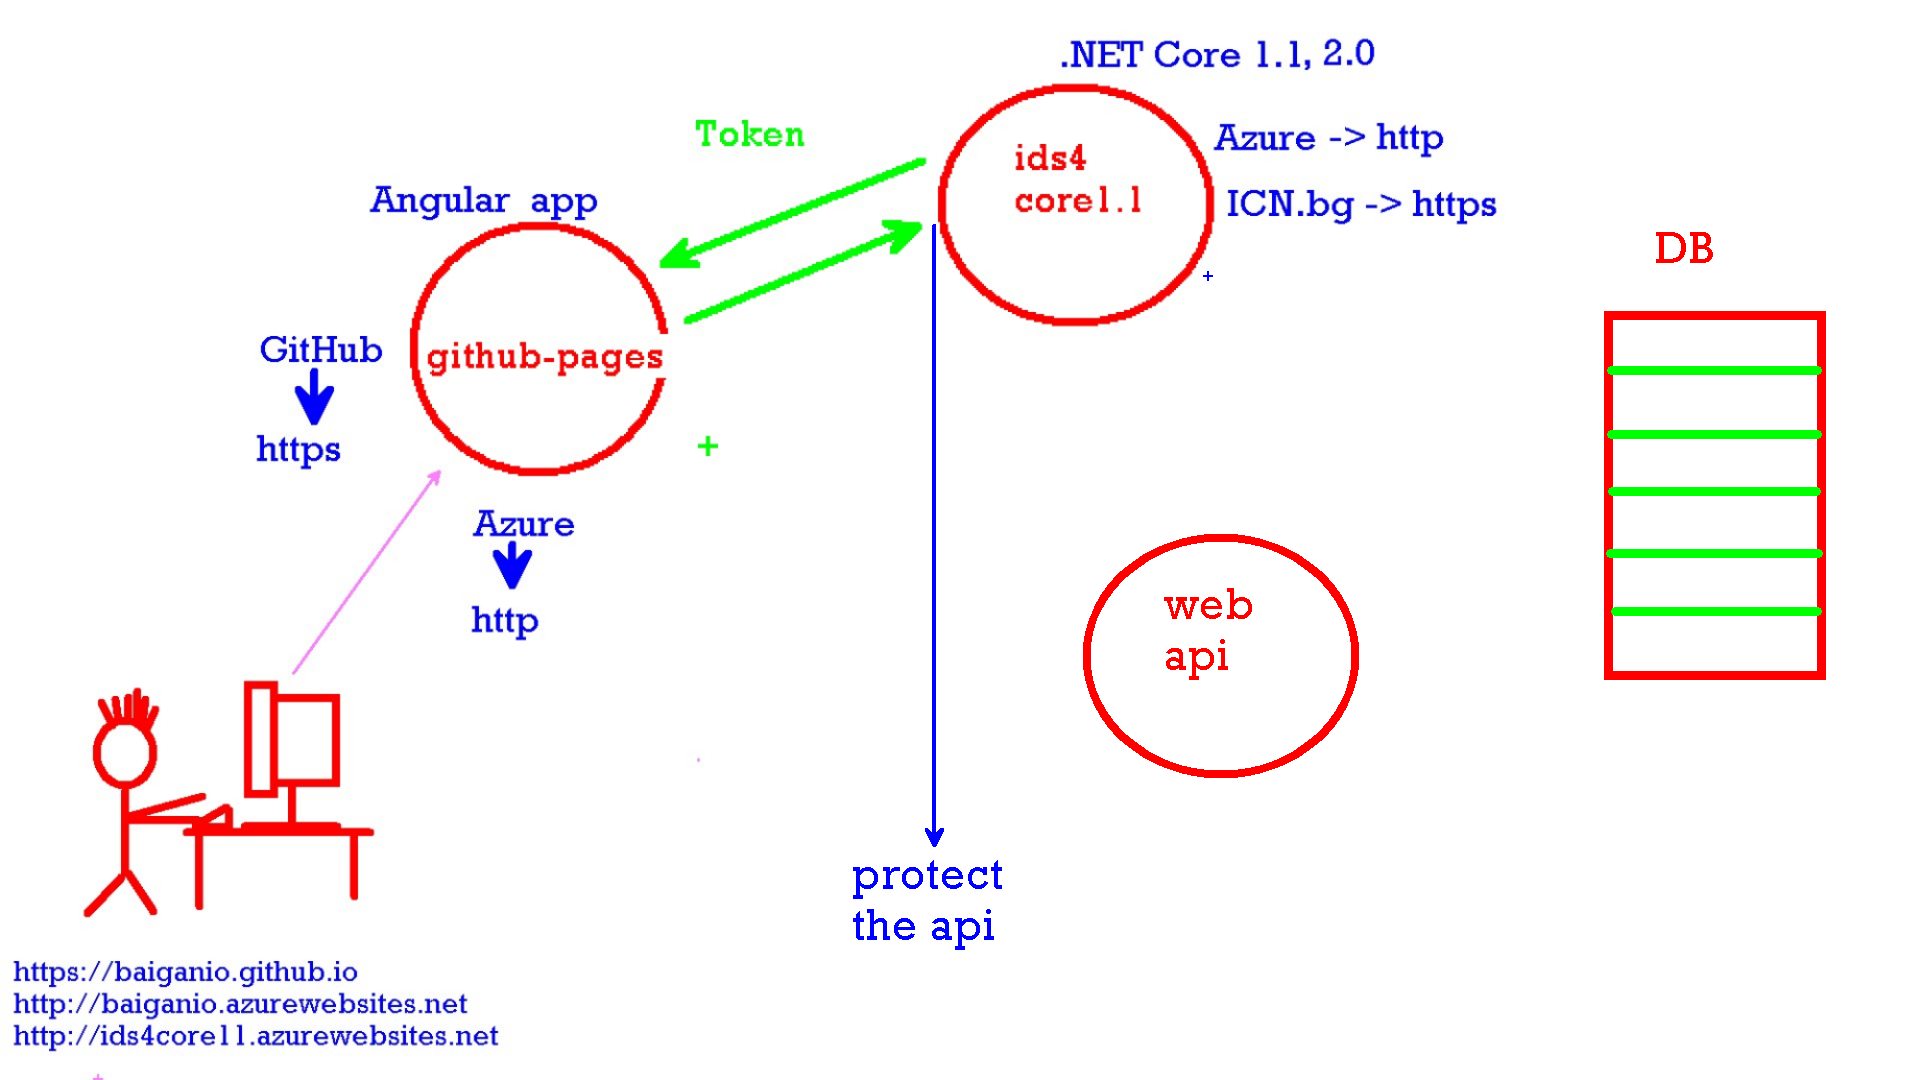 .NET Core 1.1, 2.0
Token
ids4
core1.1
Azure -> http
ICN.bg -> https
Angular app
DB
GitHub
github-pages
https
Azure
http
web
api
protect
the api
https://baiganio.github.io
http://baiganio.azurewebsites.net
http://ids4core11.azurewebsites.net